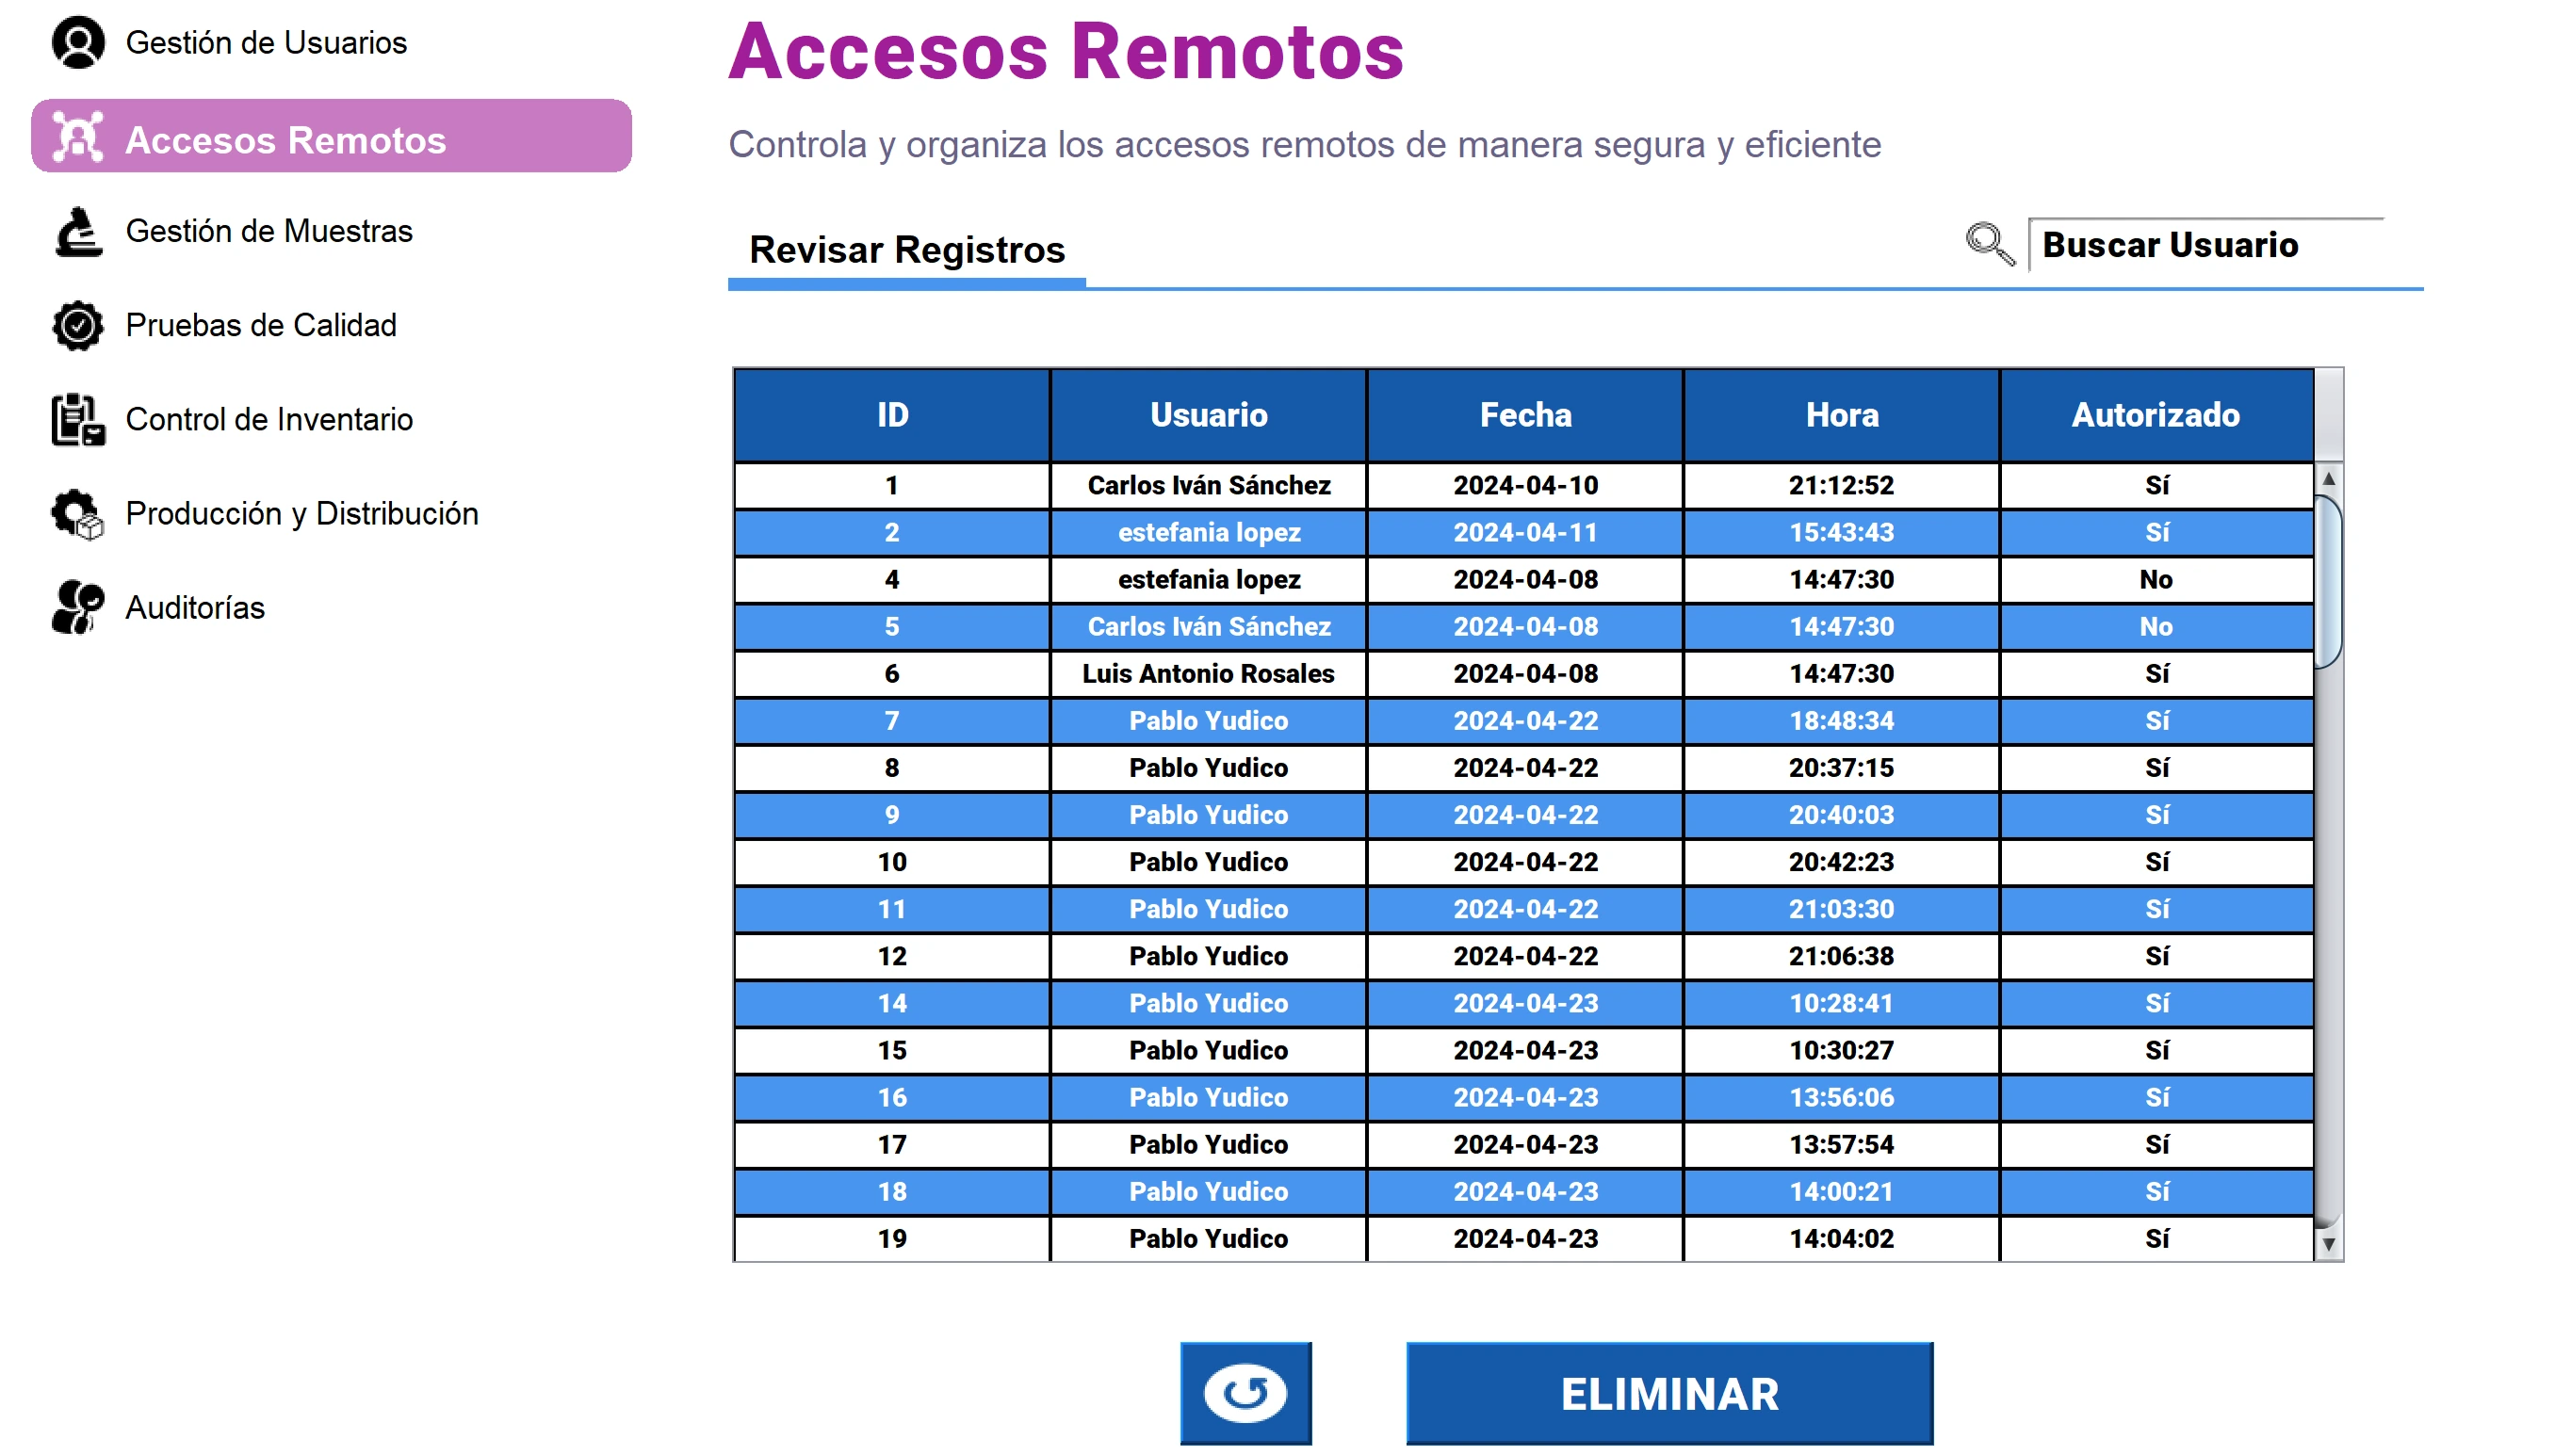 Gestión de Usuarios
Accesos Remotos
Gestión de Muestras
Pruebas de Calidad
Control de Inventario
Producción y Distribución
Auditorías
Accesos Remotos
Controla y organiza los accesos remotos de manera segura y eficiente
Revisar Registros
Buscar Usuario
ID Usuario Fecha Hora Autorizado
1 Carlos Iván Sánchez 2024-04-10 21:12:52 Sí
2 estefania lopez 2024-04-11 15:43:43 Sí
4 estefania lopez 2024-04-08 14:47:30 No
5 Carlos Iván Sánchez 2024-04-08 14:47:30 No
6 Luis Antonio Rosales 2024-04-08 14:47:30 Sí
7 Pablo Yudico 2024-04-22 18:48:34 Sí
8 Pablo Yudico 2024-04-22 20:37:15 Sí
9 Pablo Yudico 2024-04-22 20:40:03 Sí
10 Pablo Yudico 2024-04-22 20:42:23 Sí
11 Pablo Yudico 2024-04-22 21:03:30 Sí
12 Pablo Yudico 2024-04-22 21:06:38 Sí
14 Pablo Yudico 2024-04-23 10:28:41 Sí
15 Pablo Yudico 2024-04-23 10:30:27 Sí
16 Pablo Yudico 2024-04-23 13:56:06 Sí
17 Pablo Yudico 2024-04-23 13:57:54 Sí
18 Pablo Yudico 2024-04-23 14:00:21 Sí
19 Pablo Yudico 2024-04-23 14:04:02 Sí
ELIMINAR